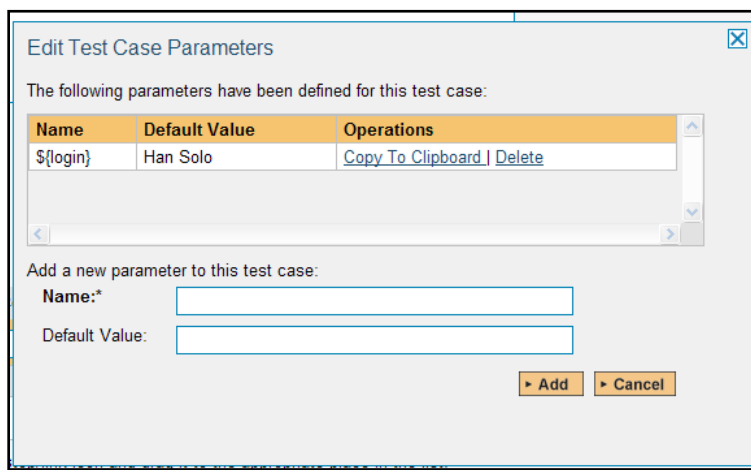 Edit Test Case Parameters
The following parameters have been defined for this test case:
Name Default Value Operations
${login} Han Solo Copy To Clipboard | Delete
Add a new parameter to this test case:
Name:*
Default Value:
Add Cancel